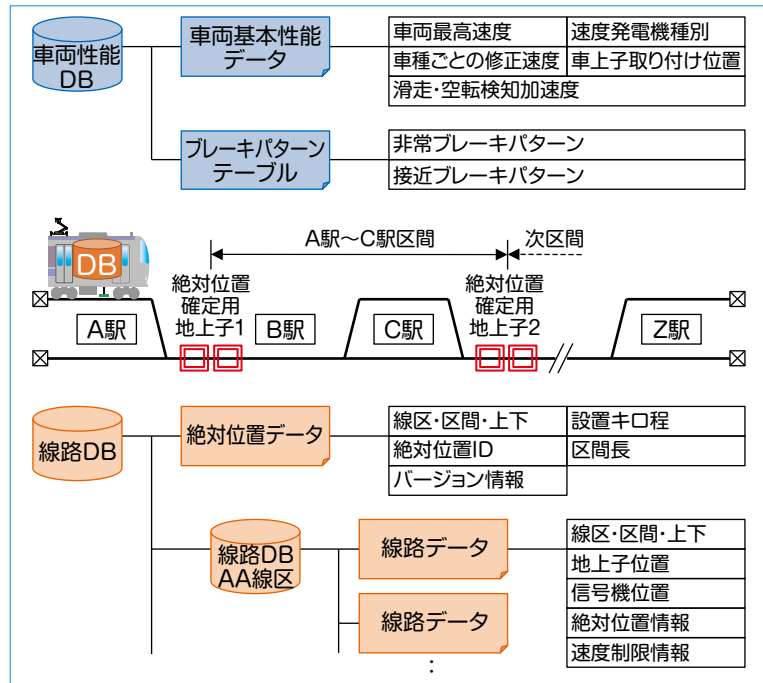 車両性能
DB
車両基本性能
データ
車両最高速度
速度発電機種別
車種ごとの修正速度
車上子取り付け位置
滑走・空転検知加速度
ブレーキパターン
テーブル
非常ブレーキパターン
接近ブレーキパターン
DB
A駅〜C駅区間
次区間
絶対位置
確定用
地上子1
絶対位置
確定用
地上子2
A駅
B駅
C駅
Z駅
線路DB
絶対位置データ
線区・区間・上下
設置キロ程
絶対位置ID
区間長
バージョン情報
線路DB
AA線区
線路データ
線区・区間・上下
地上子位置
信号機位置
絶対位置情報
速度制限情報
線路データ
：